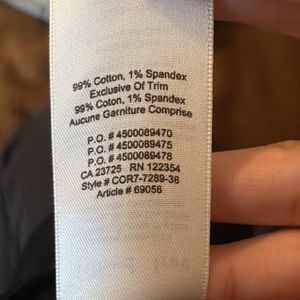 99% Cotton, 1% Spandex
Exclusive Of Trim
99% Coton, 1% Spandex
Aucune Garniture Comprise
P.O. # 4500089470
P.O. # 4500089475
P.O. # 4500089478
CA 23725 RN 122354
Style # COR7-7289-38
Article # 69056